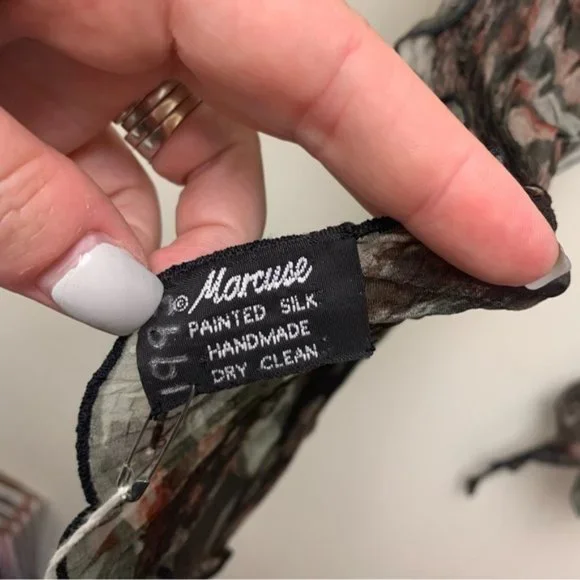 © Marcuse
PAINTED SILK
HANDMADE
DRY CLEAN